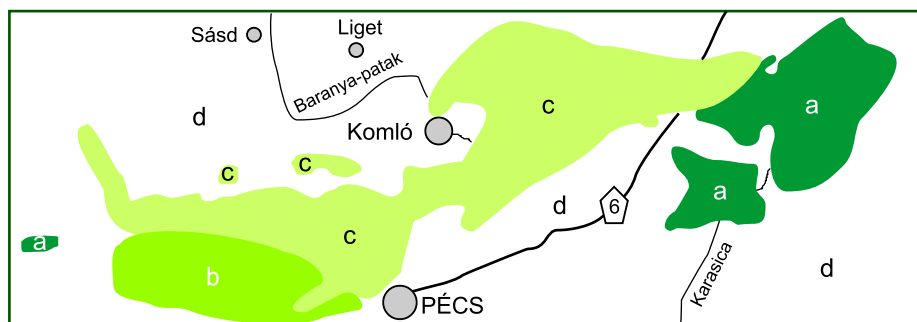 Sásd
Liget
Baranya-patak
Komló
d
c
a
c
c
a
6
d
a
c
b
Karasica
d
PÉCS